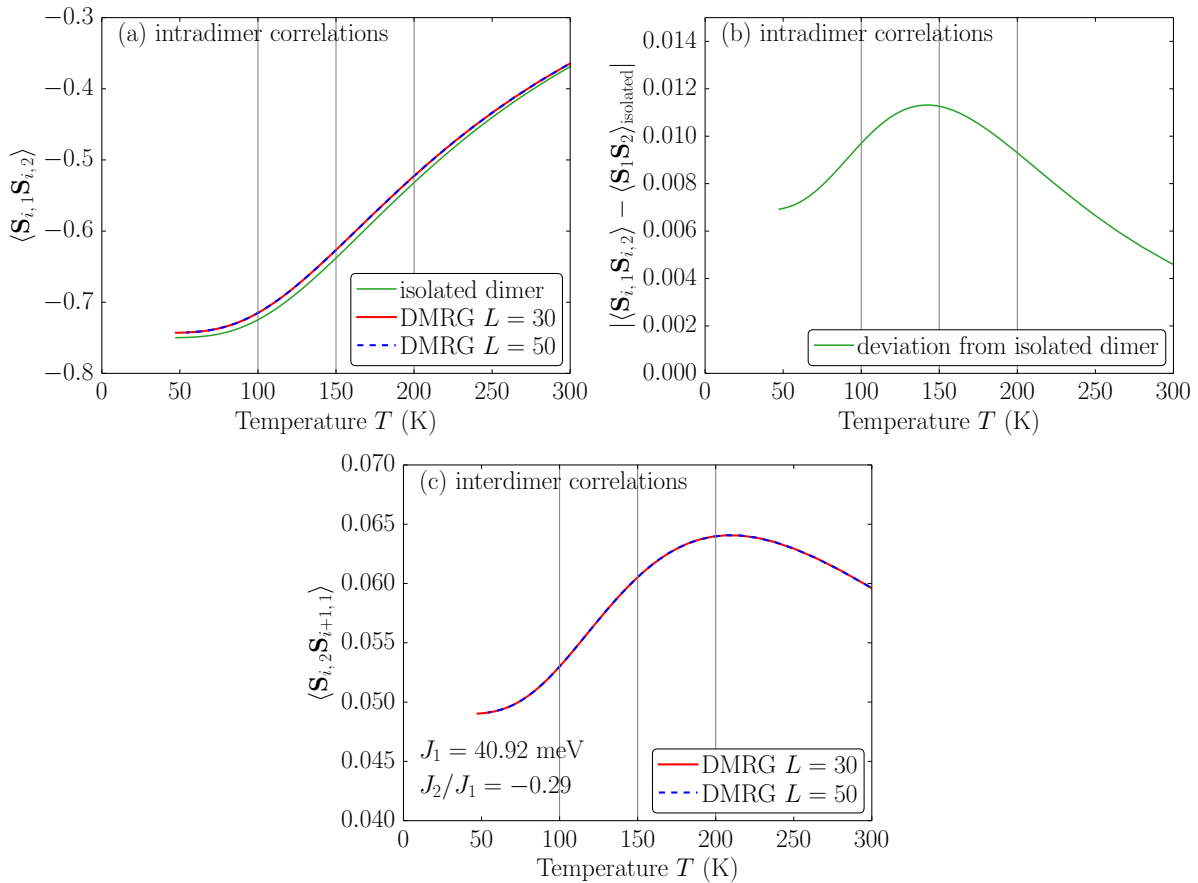 (a) intradimer correlations
−0.3
−0.4
−0.5
−0.6
−0.7
−0.8
⟨S_{i,1}S_{i,2}⟩
isolated dimer
DMRG L = 30
DMRG L = 50
0 50 100 150 200 250 300
Temperature T (K)
(b) intradimer correlations
0.014
0.012
0.010
0.008
0.006
0.004
0.002
0.000
|⟨S_{i,1}S_{i,2}⟩ − ⟨S_1S_2⟩_{isolated}|
deviation from isolated dimer
0 50 100 150 200 250 300
Temperature T (K)
(c) interdimer correlations
0.070
0.065
0.060
0.055
0.050
0.045
0.040
⟨S_{i,2}S_{i+1,1}⟩
J_1 = 40.92 meV
J_2/J_1 = −0.29
DMRG L = 30
DMRG L = 50
0 50 100 150 200 250 300
Temperature T (K)